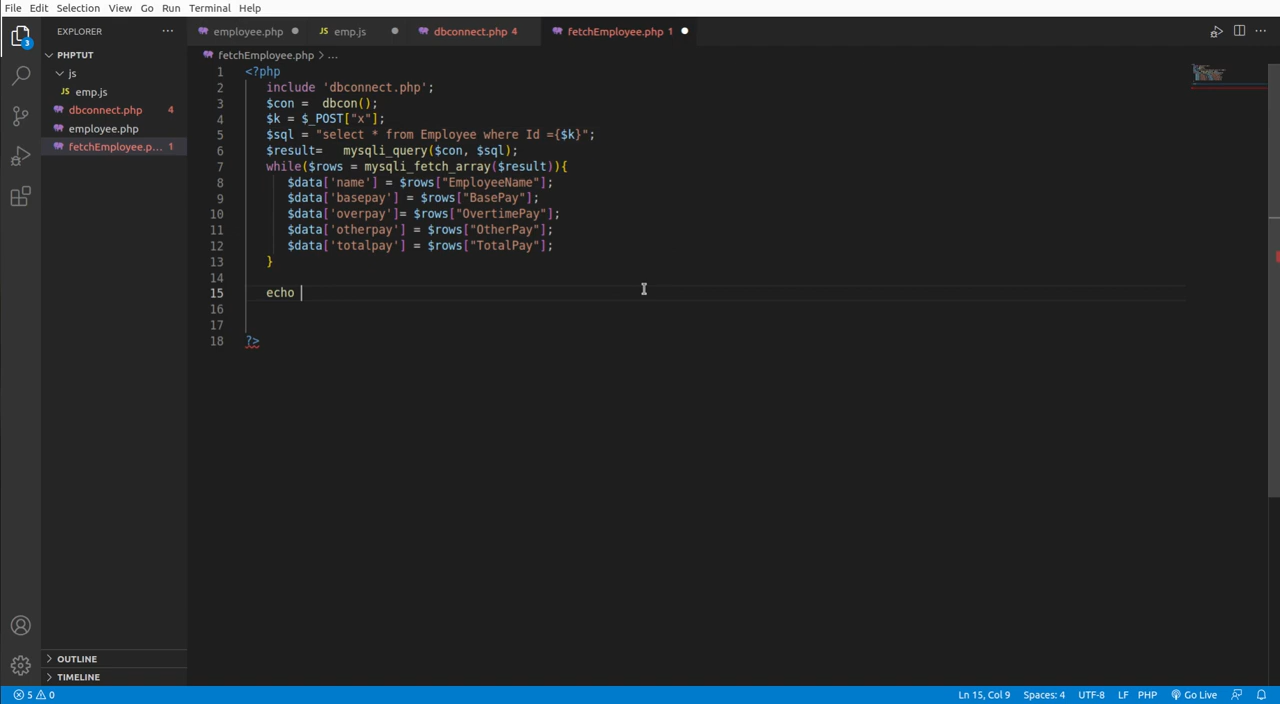 File Edit Selection View Go Run Terminal Help
3
EXPLORER ...
PHPTUT
js
JS emp.js
dbconnect.php 4
employee.php
fetchEmployee.p... 1
OUTLINE
TIMELINE
employee.php
JS emp.js
dbconnect.php 4
fetchEmployee.php 1
fetchEmployee.php > ...
1 <?php
2 include 'dbconnect.php';
3 $con = dbcon();
4 $k = $_POST["x"];
5 $sql = "select * from Employee where Id ={$k}";
6 $result= mysqli_query($con, $sql);
7 while($rows = mysqli_fetch_array($result)){
8 $data['name'] = $rows["EmployeeName"];
9 $data['basepay'] = $rows["BasePay"];
10 $data['overpay']= $rows["OvertimePay"];
11 $data['otherpay'] = $rows["OtherPay"];
12 $data['totalpay'] = $rows["TotalPay"];
13 }
14
15 echo
16
17
18 ?>
5 0
Ln 15, Col 9 Spaces: 4 UTF-8 LF PHP Go Live